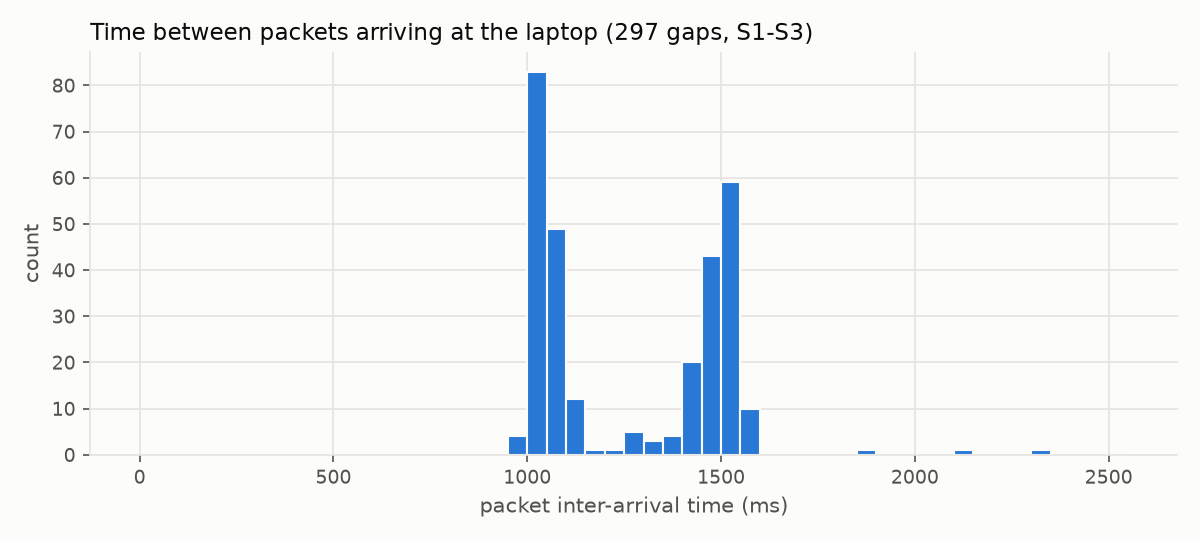 Time between packets arriving at the laptop (297 gaps, S1-S3)
count
80
70
60
50
40
30
20
10
0
0 500 1000 1500 2000 2500
packet inter-arrival time (ms)